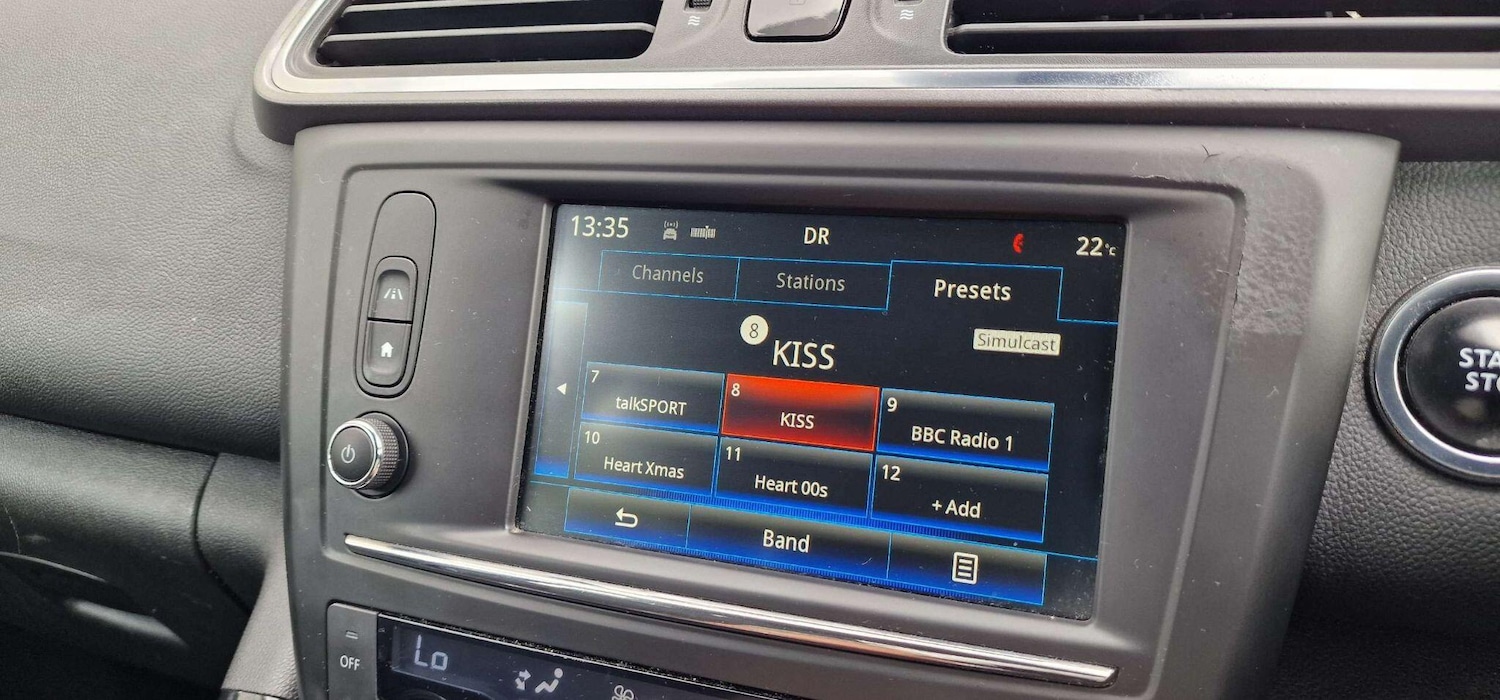 13:35 DR 22°C
Channels Stations Presets
8 KISS Simulcast
7 talkSPORT
8 KISS
9 BBC Radio 1
10 Heart Xmas
11 Heart 00s
12 + Add
Band
OFF
Lo